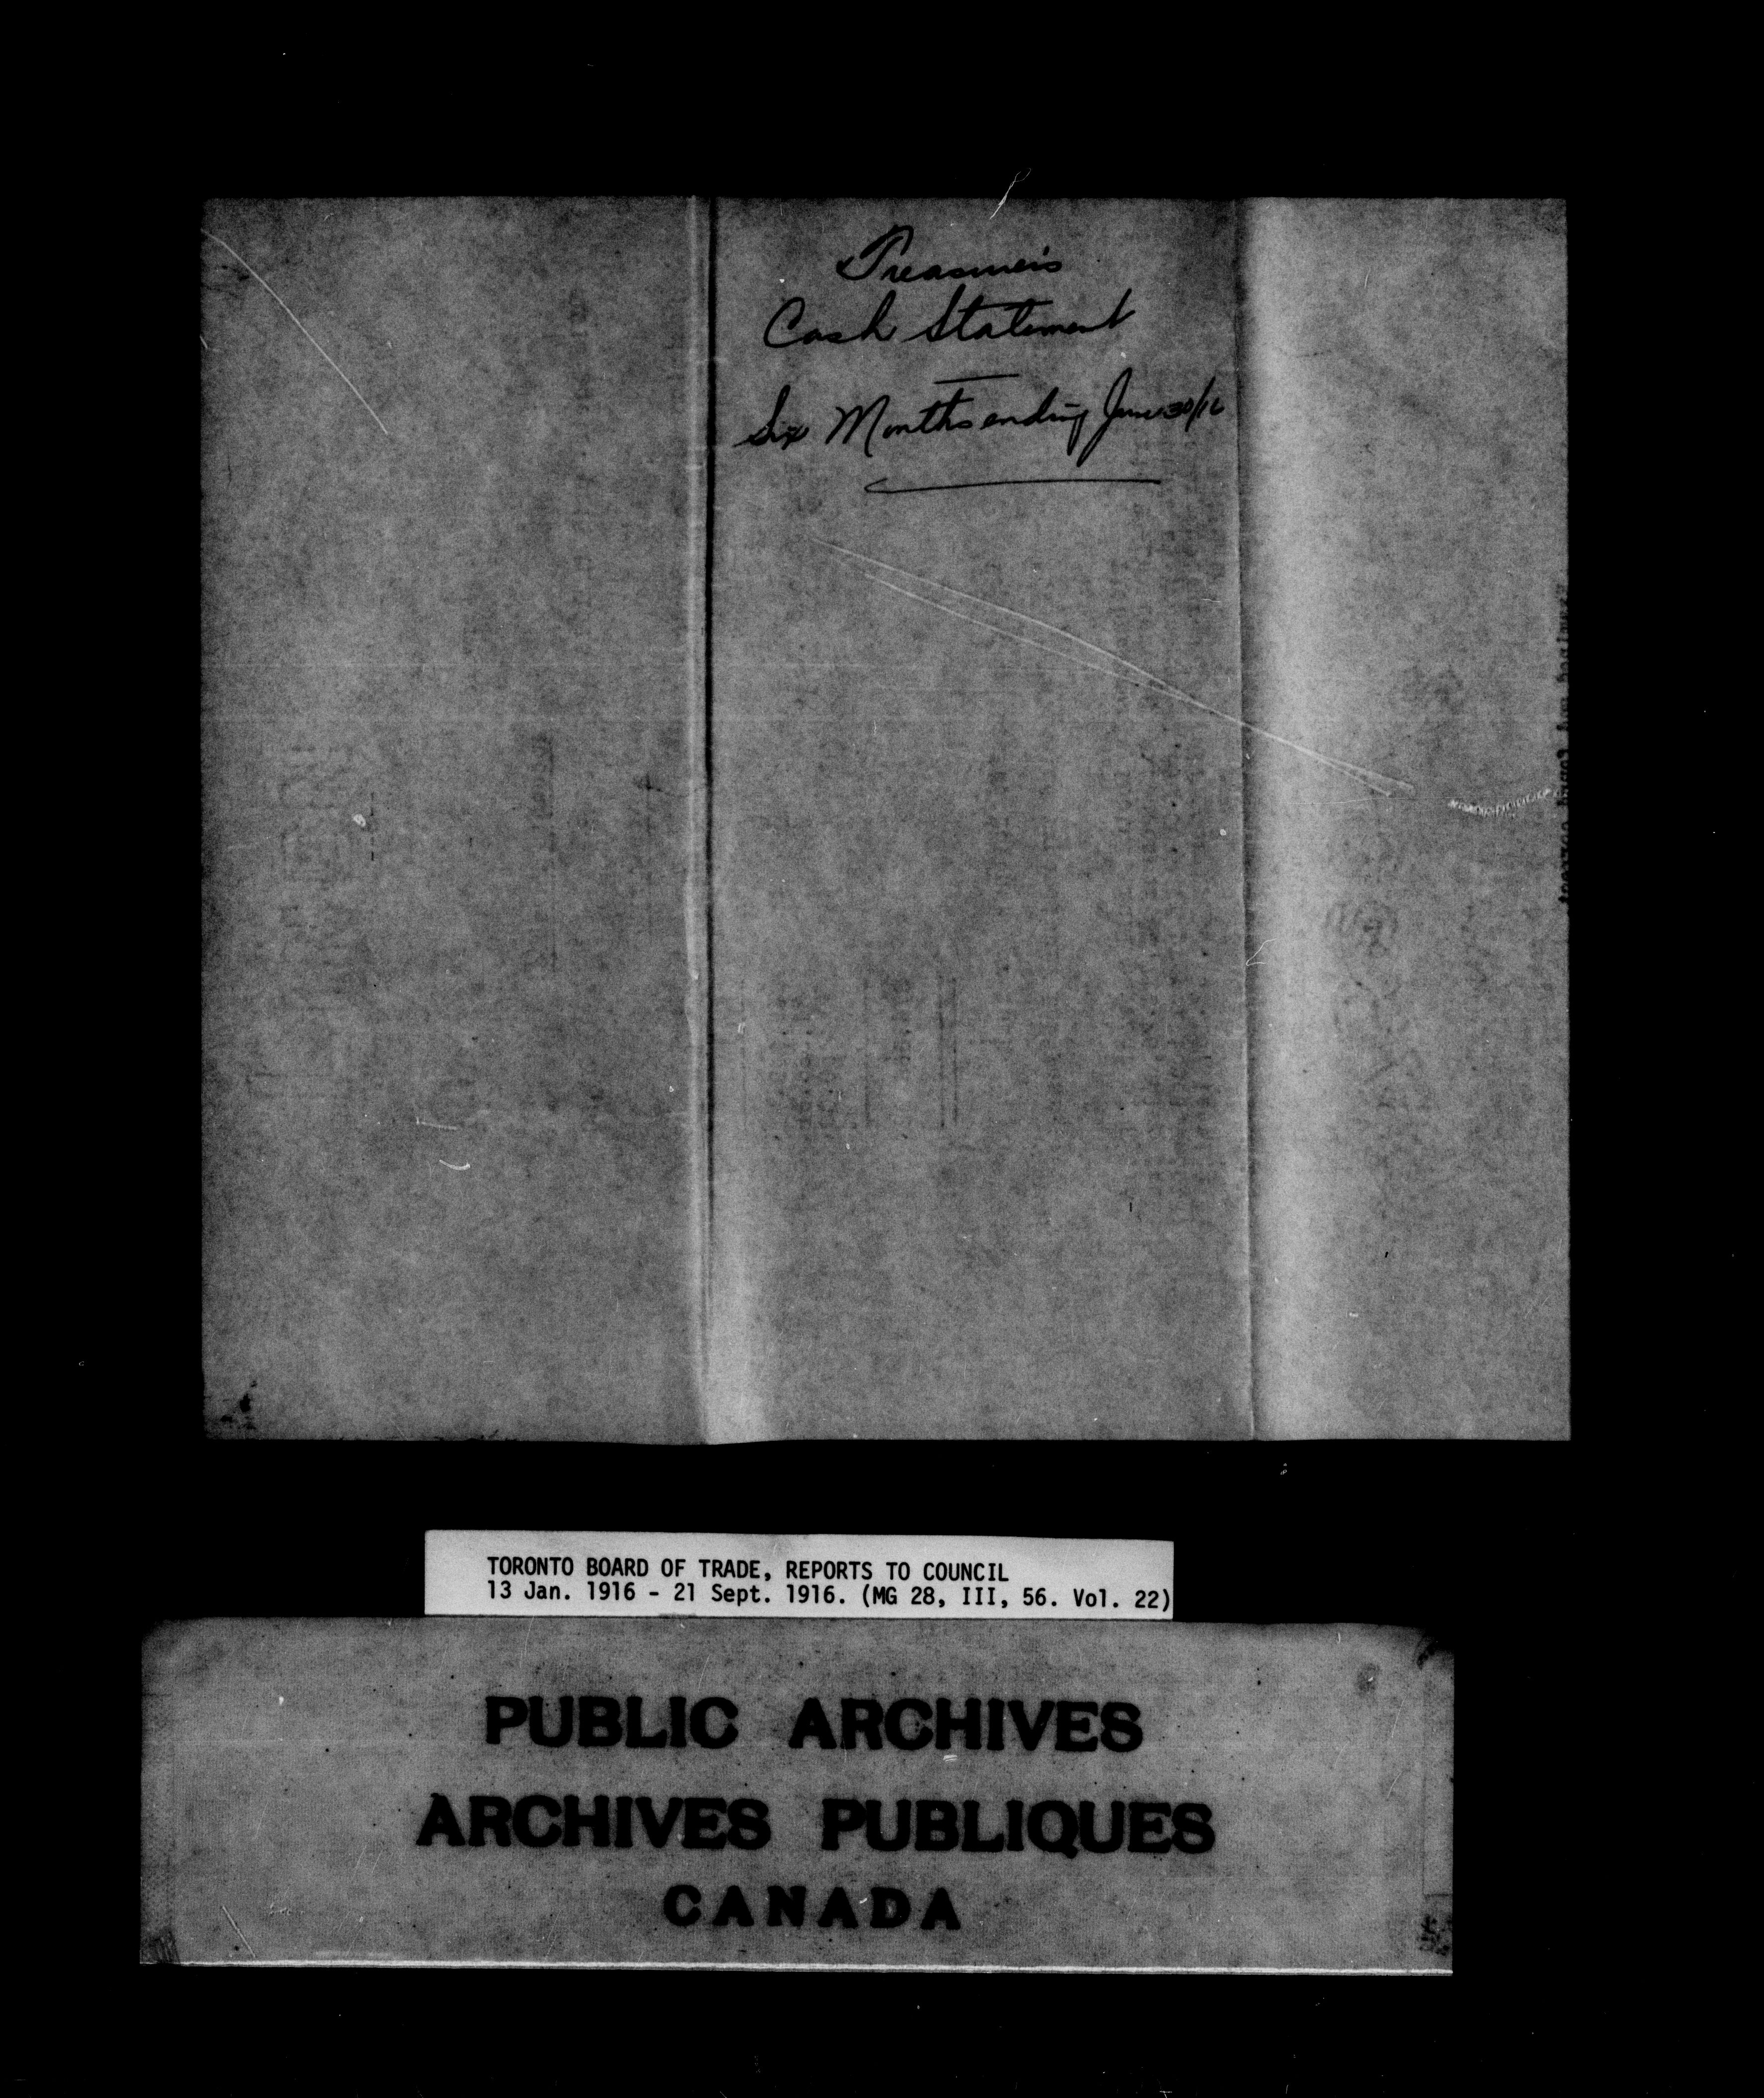 Treasurer's
Cash Statement
Six Months ending June 30/16
TORONTO BOARD OF TRADE, REPORTS TO COUNCIL
13 Jan. 1916 - 21 Sept. 1916. (MG 28, III, 56. Vol. 22)
PUBLIC ARCHIVES
ARCHIVES PUBLIQUES
CANADA